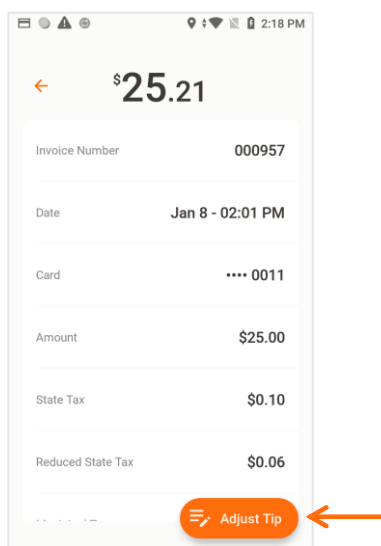 2:18 PM
$25.21
Invoice Number 000957
Date Jan 8 - 02:01 PM
Card •••• 0011
Amount $25.00
State Tax $0.10
Reduced State Tax $0.06
Adjust Tip